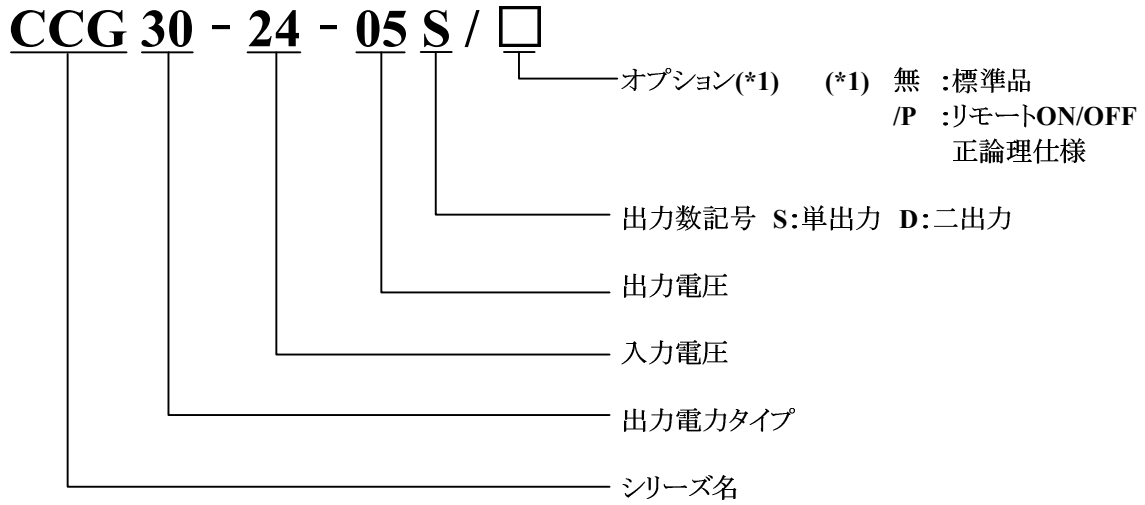 CCG30 - 24 - 05 S / □
オプション(*1) (*1) 無 :標準品
/P :リモートON/OFF
正論理仕様
出力数記号 S:単出力 D:二出力
出力電圧
入力電圧
出力電力タイプ
シリーズ名